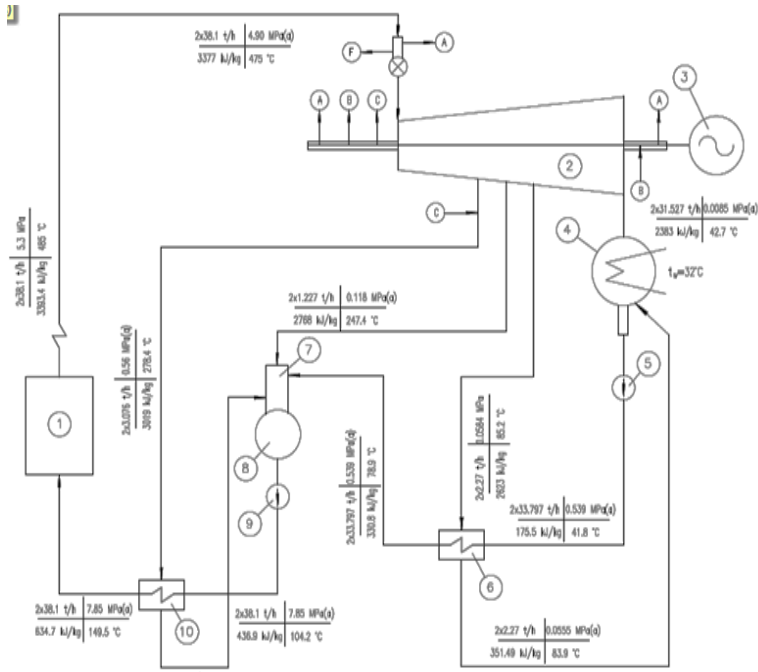 2x38.1 t/h 4.90 MPa(a)
3377 kJ/kg 475 °C
A
F
A
B
C
A
3
2
B
2x31.527 t/h 0.0085 MPa(a)
2383 kJ/kg 42.7 °C
C
4
2x38.1 t/h 5.3 MPa
3393.4 kJ/kg 485 °C
2x1.227 t/h 0.118 MPa(a)
2768 kJ/kg 247.4 °C
7
5
2x3.076 t/h 0.56 MPa(a)
3019 kJ/kg 278.4 °C
1
8
9
2x33.797 t/h 0.539 MPa(a)
330.8 kJ/kg 78.9 °C
2x2.27 t/h 0.0584 MPa
2623 kJ/kg 85.2 °C
2x33.797 t/h 0.539 MPa(a)
175.5 kJ/kg 41.8 °C
6
2x38.1 t/h 7.85 MPa(a)
634.7 kJ/kg 149.5 °C
10
2x38.1 t/h 7.85 MPa(a)
436.9 kJ/kg 104.2 °C
2x2.27 t/h 0.0555 MPa(a)
351.49 kJ/kg 83.9 °C